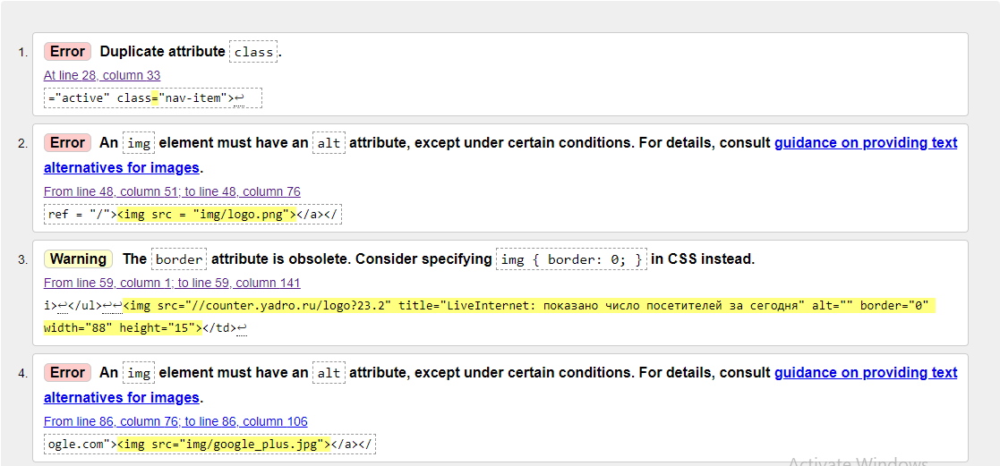 1. Error Duplicate attribute class.
At line 28, column 33
="active" class="nav-item">↩
2. Error An img element must have an alt attribute, except under certain conditions. For details, consult guidance on providing text
alternatives for images.
From line 48, column 51; to line 48, column 76
ref = "/"><img src = "img/logo.png"></a></
3. Warning The border attribute is obsolete. Consider specifying img { border: 0; } in CSS instead.
From line 59, column 1; to line 59, column 141
i>↩</ul>↩↩<img src="//counter.yadro.ru/logo?23.2" title="LiveInternet: показано число посетителей за сегодня" alt="" border="0"
width="88" height="15"></td>↩
4. Error An img element must have an alt attribute, except under certain conditions. For details, consult guidance on providing text
alternatives for images.
From line 86, column 76; to line 86, column 106
ogle.com"><img src="img/google_plus.jpg"></a></
Activate Windows